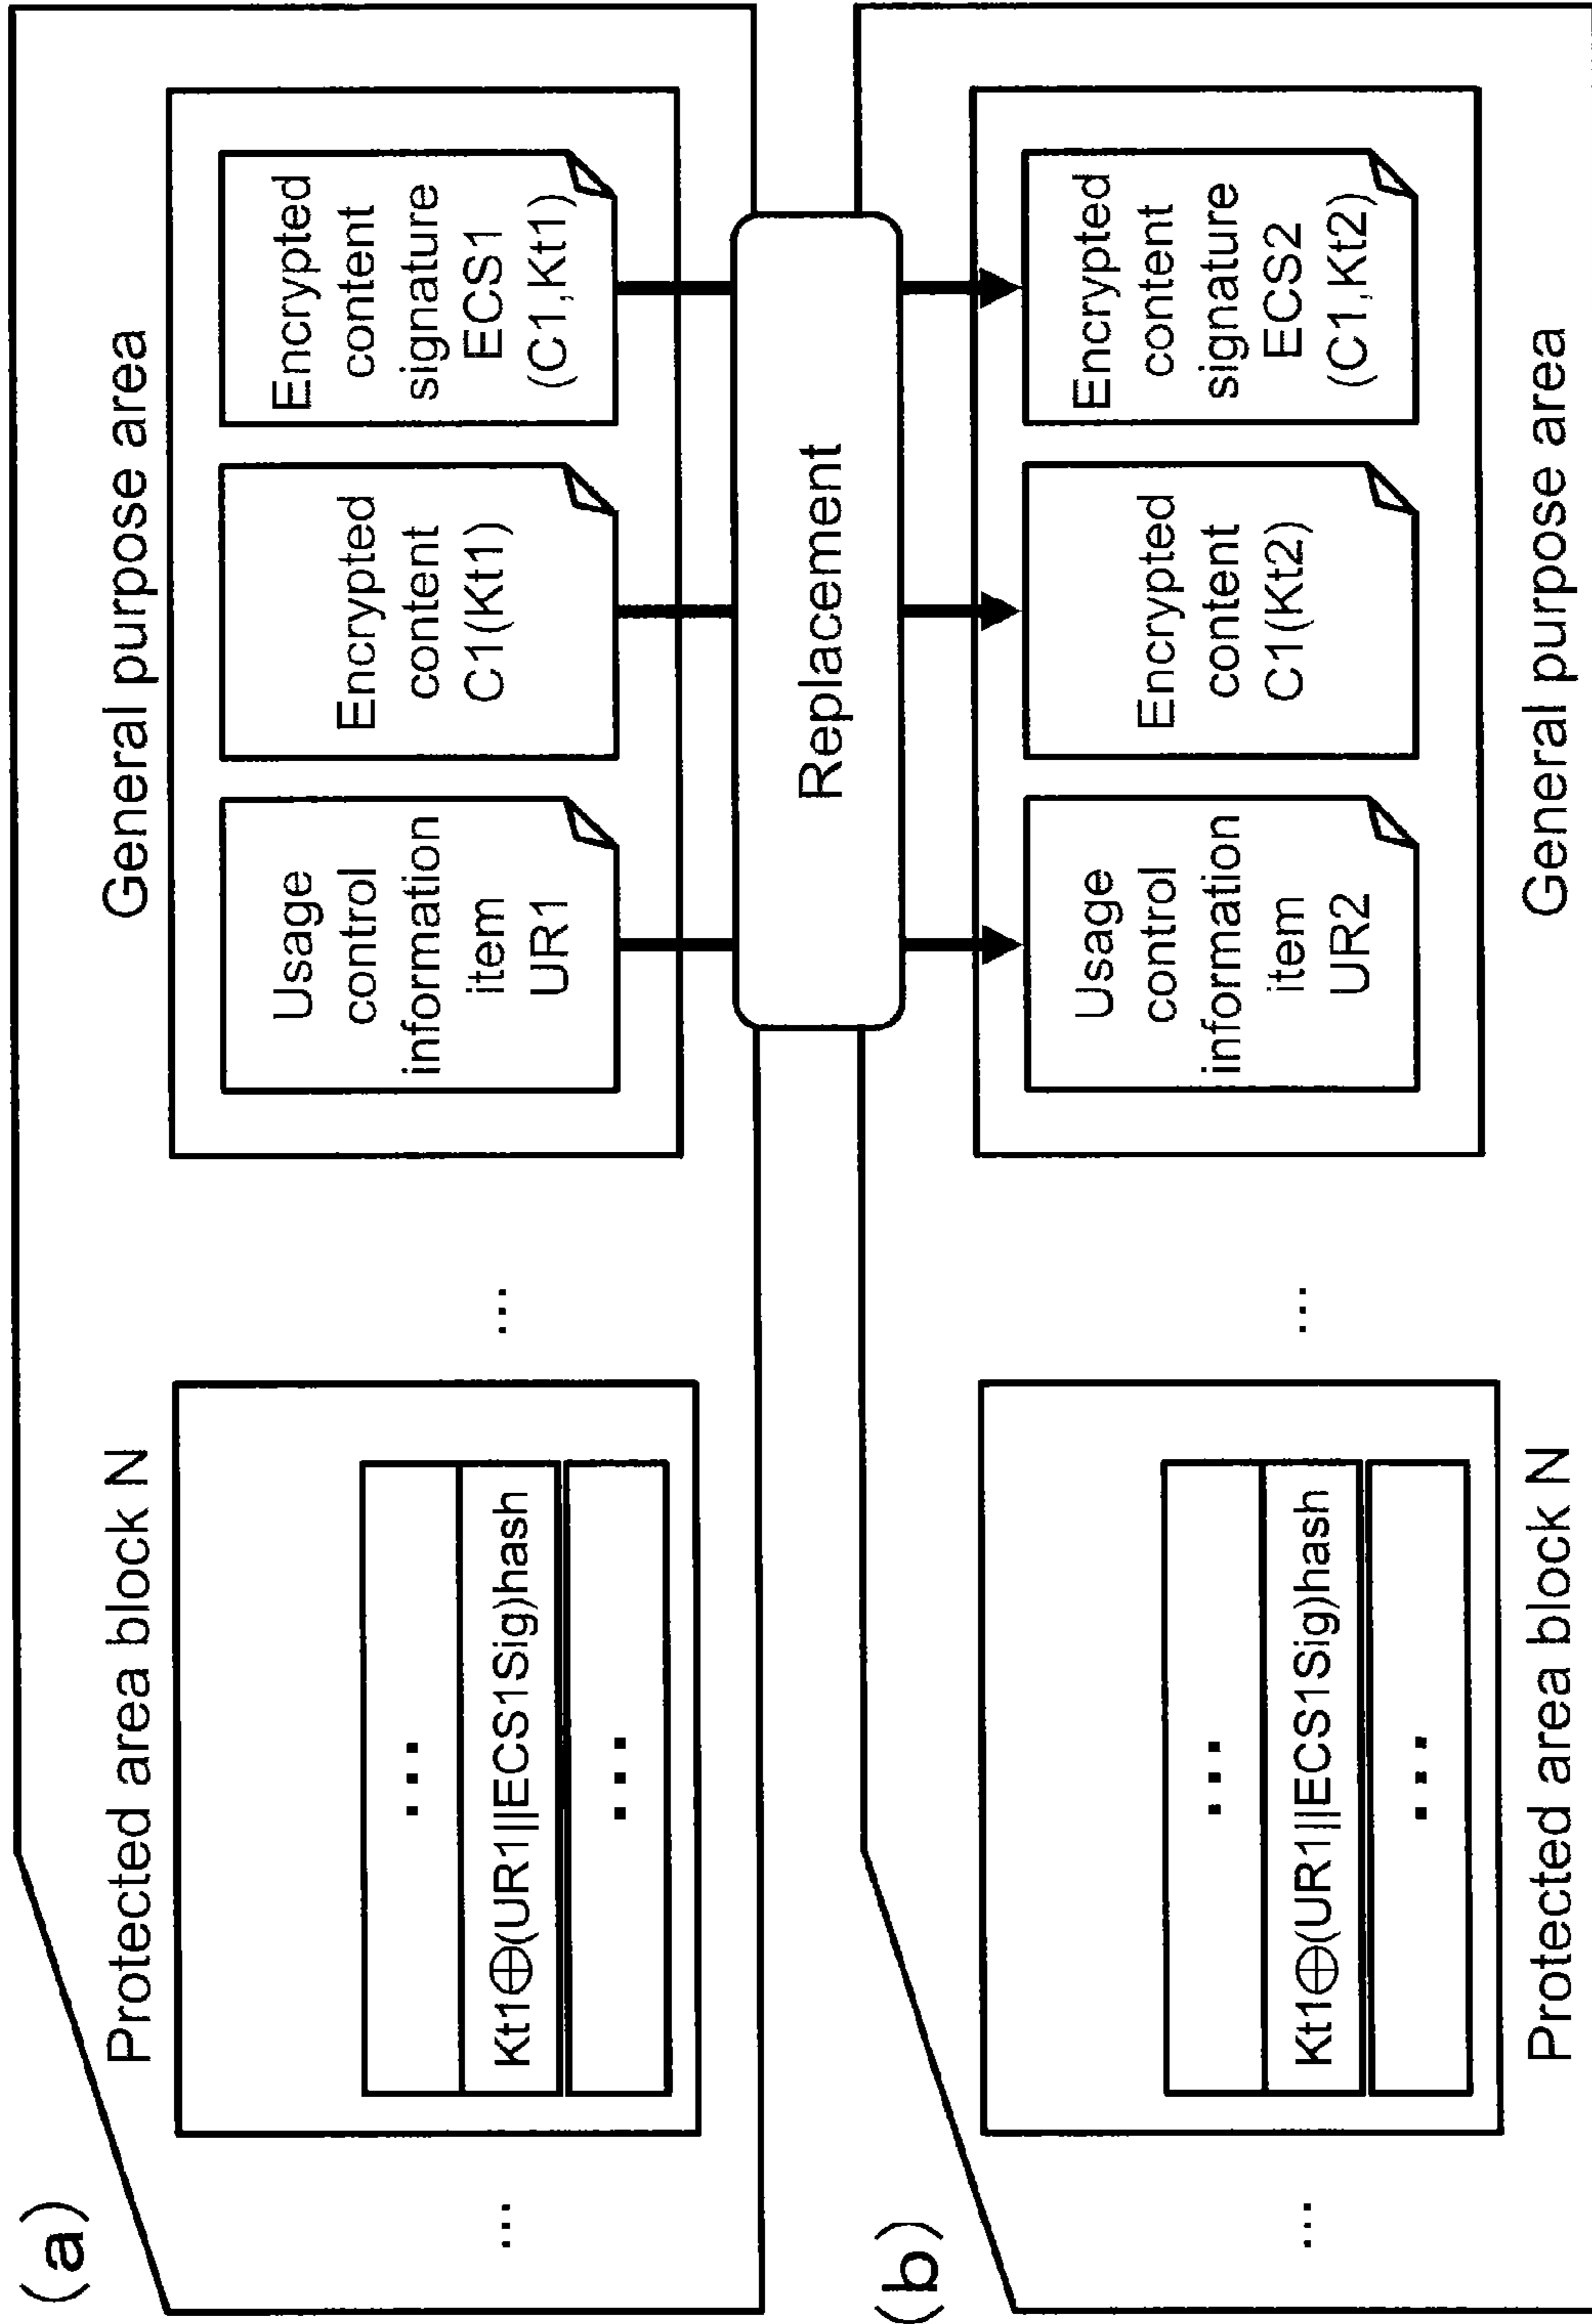 (a)
Protected area block N
General purpose area
...
...
Kt1⊕(UR1||ECS1Sig)hash
...
...
Usage
control
information
item
UR1
Encrypted
content
C1(Kt1)
Encrypted
content
signature
ECS1
(C1,Kt1)
Replacement
(b)
...
...
Kt1⊕(UR1||ECS1Sig)hash
...
...
Usage
control
information
item
UR2
Encrypted
content
C1(Kt2)
Encrypted
content
signature
ECS2
(C1,Kt2)
Protected area block N
General purpose area